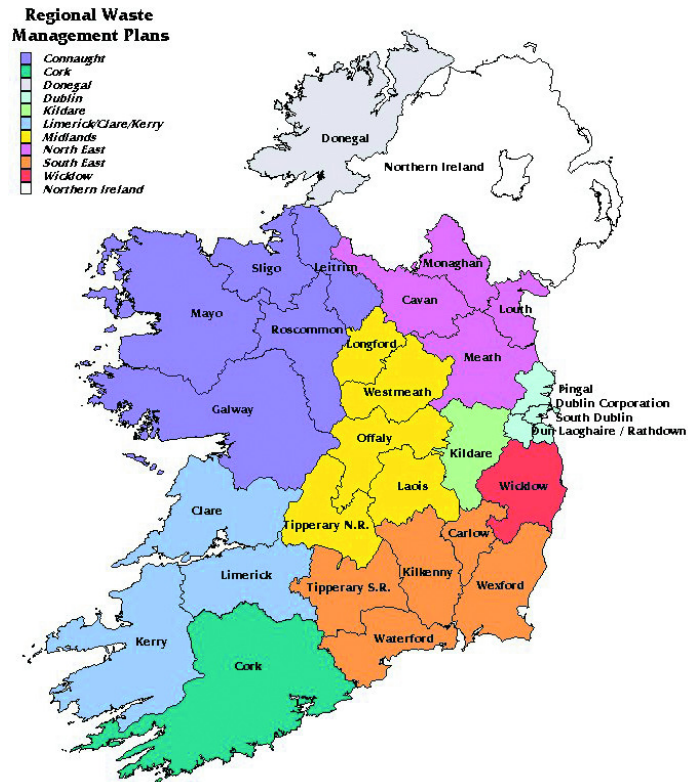 Regional Waste
Management Plans
Connaught
Cork
Donegal
Dublin
Kildare
Limerick/Clare/Kerry
Midlands
North East
South East
Wicklow
Northern Ireland
Donegal
Northern Ireland
Monaghan
Sligo
Leitrim
Cavan
Louth
Mayo
Roscommon
Longford
Meath
Fingal
Westmeath
Dublin Corporation
Galway
South Dublin
Dun Laoghaire / Rathdown
Offaly
Kildare
Laois
Wicklow
Clare
Tipperary N.R.
Carlow
Limerick
Tipperary S.R.
Kilkenny
Wexford
Kerry
Waterford
Cork